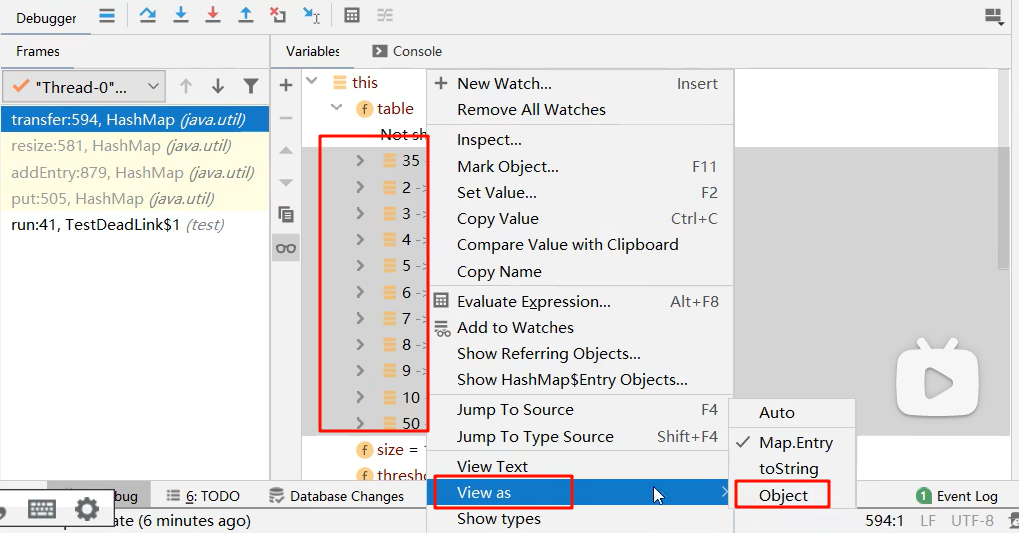 Debugger
Frames
Variables
Console
"Thread-0"...
transfer:594, HashMap (java.util)
resize:581, HashMap (java.util)
addEntry:879, HashMap (java.util)
put:505, HashMap (java.util)
run:41, TestDeadLink$1 (test)
this
f table
Not sh
35
2 ->
3 ->
4 ->
5 ->
6 ->
7 ->
8 ->
9 ->
10
50
f size =
f thresho
New Watch... Insert
Remove All Watches
Inspect...
Mark Object... F11
Set Value... F2
Copy Value Ctrl+C
Compare Value with Clipboard
Copy Name
Evaluate Expression... Alt+F8
Add to Watches
Show Referring Objects...
Show HashMap$Entry Objects...
Jump To Source F4
Jump To Type Source Shift+F4
View Text
View as
Show types
Auto
Map.Entry
toString
Object
bug
6: TODO
Database Changes
1 Event Log
ate (6 minutes ago)
594:1 LF UTF-8